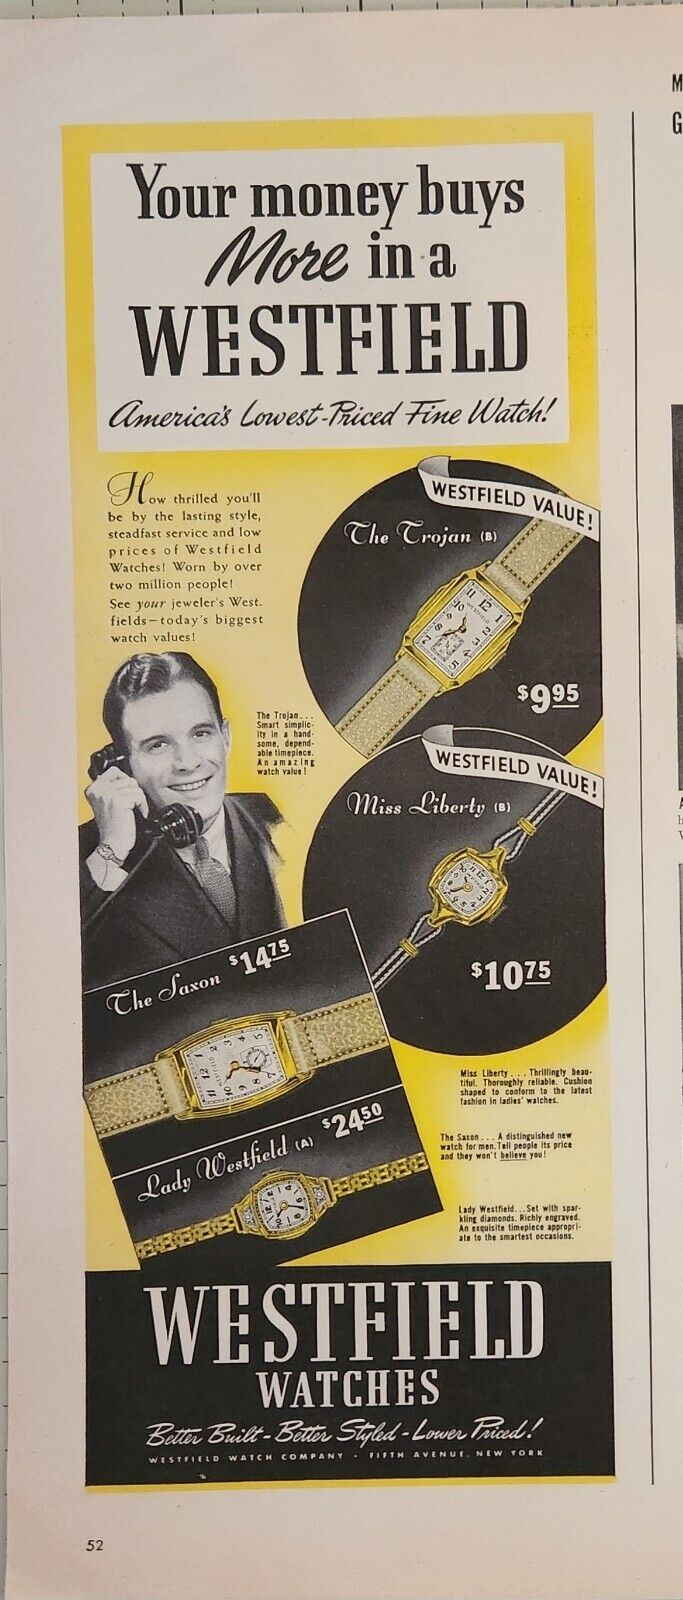 M
G
Your money buys
More in a
WESTFIELD
America's Lowest-Priced Fine Watch!
How thrilled you'll
be by the lasting style,
steadfast service and low
prices of Westfield
Watches! Worn by over
two million people!
See your jeweler's West-
fields—today's biggest
watch values!
WESTFIELD VALUE!
The Trojan (B)
WESTFIELD
$9.95
The Trojan...
Smart simplic-
ity in a hand-
some, depend-
able timepiece.
An amazing
watch value!
WESTFIELD VALUE!
Miss Liberty (B)
$10.75
The Saxon $14.75
WESTFIELD
Lady Westfield (A) $24.50
Miss Liberty... Thrillingly beau-
tiful. Thoroughly reliable. Cushion
shaped to conform to the latest
fashion in ladies' watches.
The Saxon... A distinguished new
watch for men. Tell people its price
and they won't believe you!
Lady Westfield... Set with spar-
kling diamonds. Richly engraved.
An exquisite timepiece appropri-
ate to the smartest occasions.
WESTFIELD
WATCHES
Better Built - Better Styled - Lower Priced!
WESTFIELD WATCH COMPANY · FIFTH AVENUE, NEW YORK
52